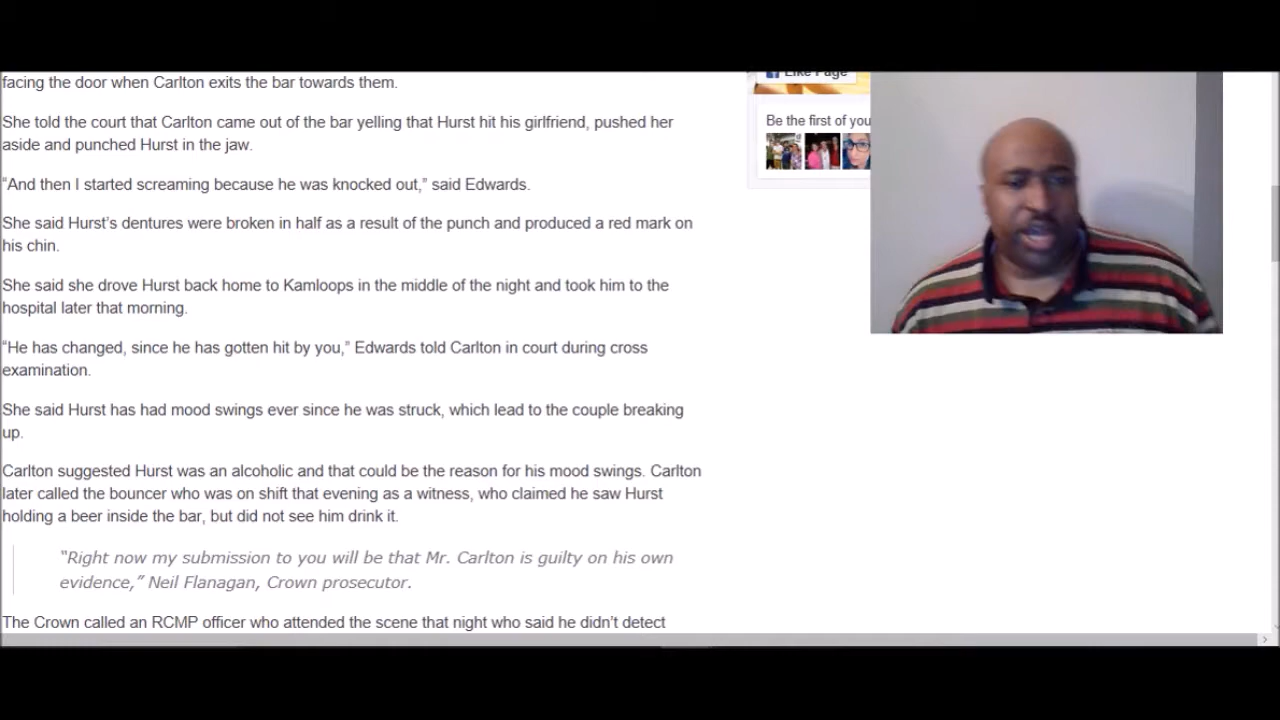 facing the door when Carlton exits the bar towards them.
She told the court that Carlton came out of the bar yelling that Hurst hit his girlfriend, pushed her
aside and punched Hurst in the jaw.
“And then I started screaming because he was knocked out,” said Edwards.
She said Hurst’s dentures were broken in half as a result of the punch and produced a red mark on
his chin.
She said she drove Hurst back home to Kamloops in the middle of the night and took him to the
hospital later that morning.
“He has changed, since he has gotten hit by you,” Edwards told Carlton in court during cross
examination.
She said Hurst has had mood swings ever since he was struck, which lead to the couple breaking
up.
Carlton suggested Hurst was an alcoholic and that could be the reason for his mood swings. Carlton
later called the bouncer who was on shift that evening as a witness, who claimed he saw Hurst
holding a beer inside the bar, but did not see him drink it.
“Right now my submission to you will be that Mr. Carlton is guilty on his own
evidence,” Neil Flanagan, Crown prosecutor.
The Crown called an RCMP officer who attended the scene that night who said he didn’t detect
Like Page
Be the first of you